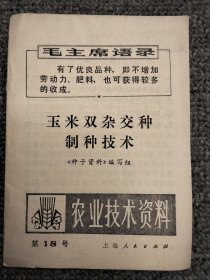 毛主席语录
有了优良品种，即不增加
劳动力、肥料，也可获得较多
的收成。
玉米双杂交种
制种技术
《种子资料》编写组
农业技术资料
第18号
上海人民出版社